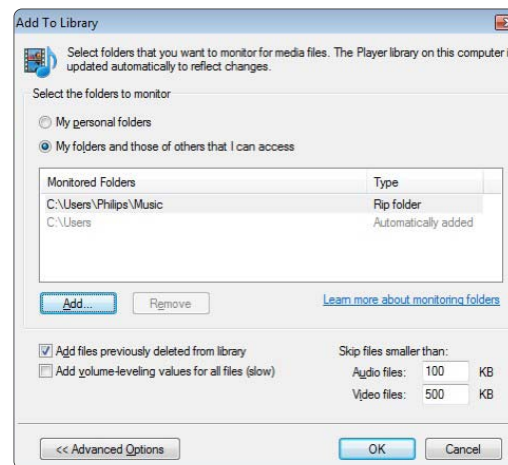 Add To Library
Select folders that you want to monitor for media files. The Player library on this computer
updated automatically to reflect changes.
Select the folders to monitor
My personal folders
My folders and those of others that I can access
Monitored Folders Type
C:\Users\Philips\Music Rip folder
C:\Users Automatically added
Add... Remove Learn more about monitoring folders
Add files previously deleted from library Skip files smaller than:
Add volume-leveling values for all files (slow) Audio files: 100 KB
Video files: 500 KB
<< Advanced Options OK Cancel